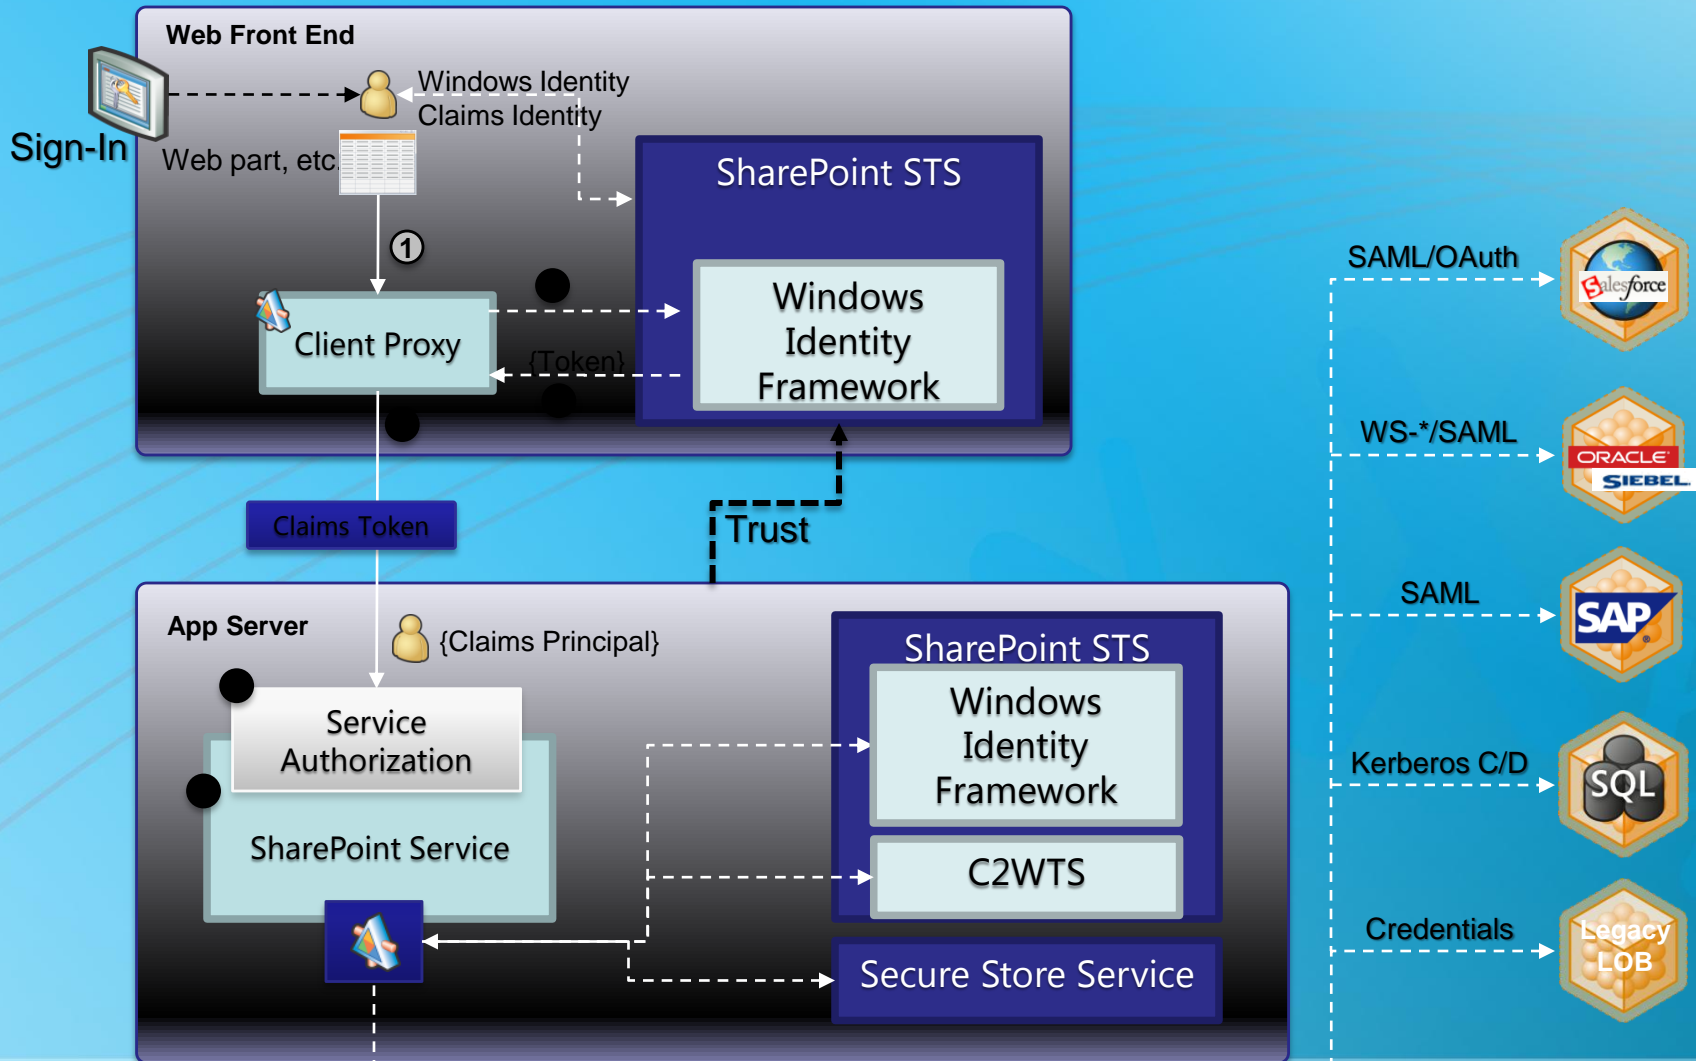 Web Front End
Windows Identity
Claims Identity
Sign-In
Web part, etc.
SharePoint STS
1
Client Proxy
{Token}
Windows
Identity
Framework
Claims Token
Trust
App Server
{Claims Principal}
Service
Authorization
SharePoint Service
SharePoint STS
Windows
Identity
Framework
C2WTS
Secure Store Service
SAML/OAuth
Salesforce
WS-*/SAML
ORACLE
SIEBEL
SAML
SAP
Kerberos C/D
SQL
Credentials
Legacy
LOB